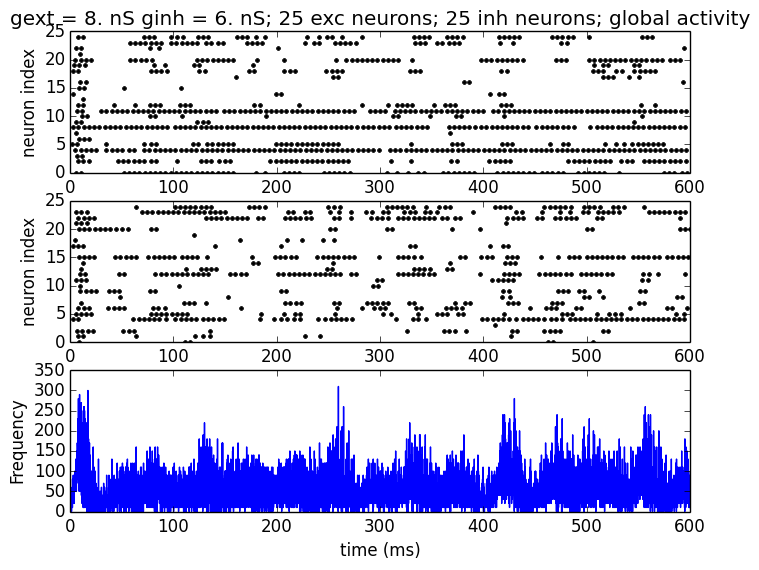 gext = 8. nS ginh = 6. nS; 25 exc neurons; 25 inh neurons; global activity
25
20
15
10
5
0
neuron index
0 100 200 300 400 500 600
25
20
15
10
5
0
neuron index
0 100 200 300 400 500 600
350
300
250
200
150
100
50
0
Frequency
0 100 200 300 400 500 600
time (ms)